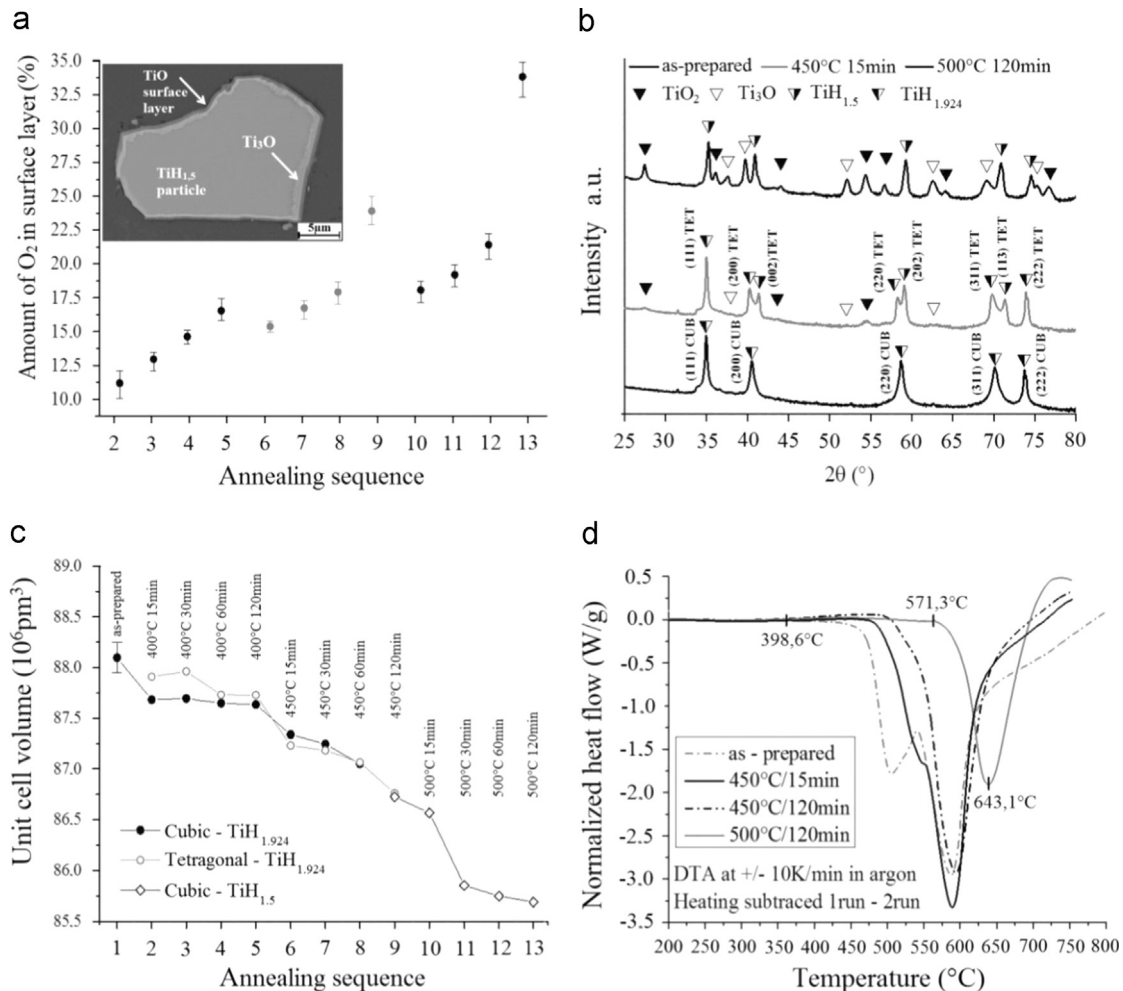 a
Amount of O2 in surface layer (%)
35.0
32.5
30.0
27.5
25.0
22.5
20.0
17.5
15.0
12.5
10.0
TiO
surface
layer
Ti3O
TiH1,5
particle
5µm
2 3 4 5 6 7 8 9 10 11 12 13
Annealing sequence
b
as-prepared 450°C 15min 500°C 120min
TiO2 Ti3O TiH1.5 TiH1.924
Intensity a.u.
(111) TET
(200) TET
(002) TET
(220) TET
(202) TET
(311) TET
(113) TET
(222) TET
(111) CUB
(200) CUB
(220) CUB
(311) CUB
(222) CUB
25 30 35 40 45 50 55 60 65 70 75 80
2θ (°)
c
Unit cell volume (10⁶pm³)
89.0
88.5
88.0
87.5
87.0
86.5
86.0
85.5
as-prepared
400°C 15min
400°C 30min
400°C 60min
400°C 120min
450°C 15min
450°C 30min
450°C 60min
450°C 120min
500°C 15min
500°C 30min
500°C 60min
500°C 120min
Cubic - TiH1.924
Tetragonal - TiH1.924
Cubic - TiH1.5
1 2 3 4 5 6 7 8 9 10 11 12 13
Annealing sequence
d
Normalized heat flow (W/g)
0.5
0.0
-0.5
-1.0
-1.5
-2.0
-2.5
-3.0
-3.5
571,3°C
398,6°C
643,1°C
as - prepared
450°C/15min
450°C/120min
500°C/120min
DTA at +/- 10K/min in argon
Heating subtraced 1run - 2run
200 250 300 350 400 450 500 550 600 650 700 750 800
Temperature (°C)